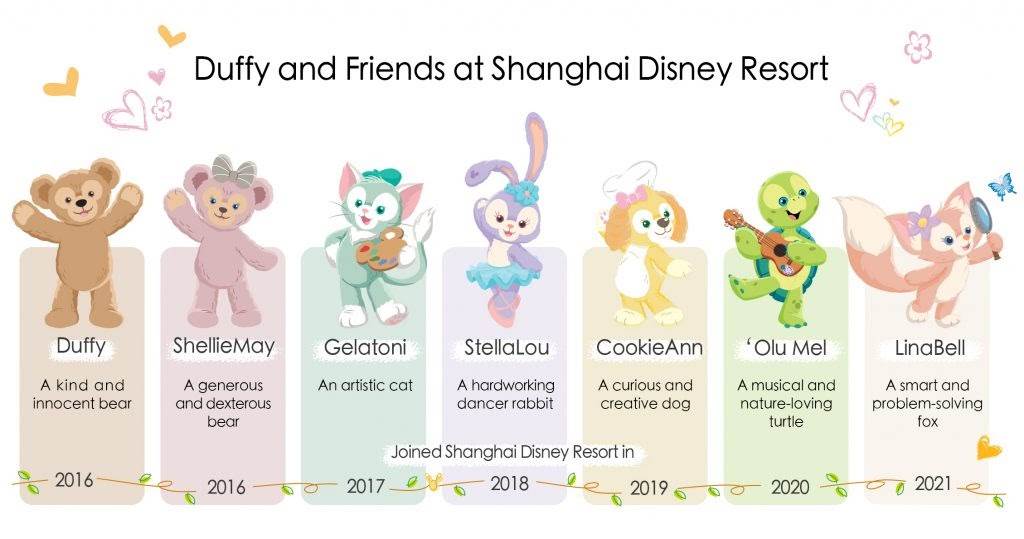 Duffy and Friends at Shanghai Disney Resort
Duffy
A kind and
innocent bear
ShellieMay
A generous
and dexterous
bear
Gelatoni
An artistic cat
StellaLou
A hardworking
dancer rabbit
CookieAnn
A curious and
creative dog
‘Olu Mel
A musical and
nature-loving
turtle
LinaBell
A smart and
problem-solving
fox
Joined Shanghai Disney Resort in
2016
2016
2017
2018
2019
2020
2021